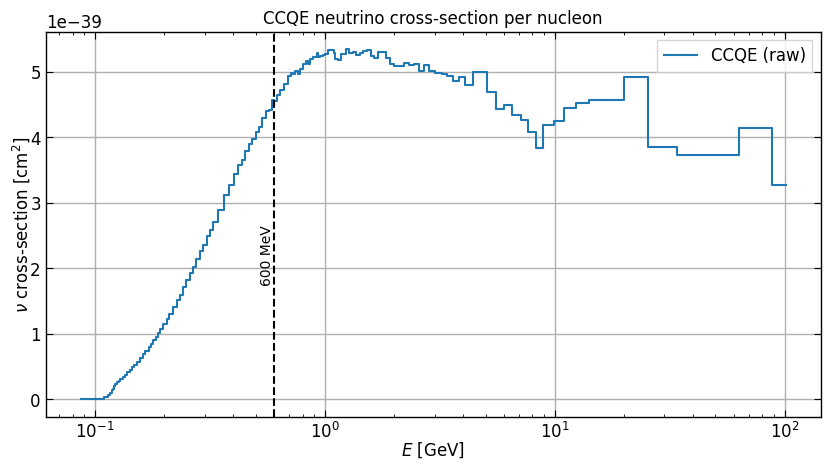 CCQE neutrino cross-section per nucleon
1e−39
CCQE (raw)
ν cross-section [cm²]
5
4
3
2
1
0
600 MeV
10⁻¹
10⁰
10¹
10²
E [GeV]